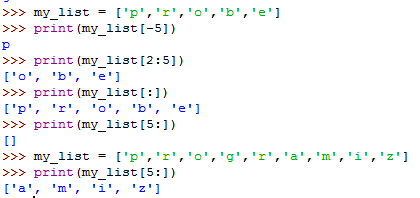 >>> my_list = ['p','r','o','b','e']
>>> print(my_list[-5])
p
>>> print(my_list[2:5])
['o', 'b', 'e']
>>> print(my_list[:])
['p', 'r', 'o', 'b', 'e']
>>> print(my_list[5:])
[]
>>> my_list = ['p','r','o','g','r','a','m','i','z']
>>> print(my_list[5:])
['a', 'm', 'i', 'z']